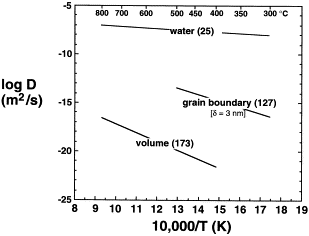 800 700 600 500 450 400 350 300 °C
-5
water (25)
-10
log D
(m²/s)
-15
grain boundary (127)
[δ = 3 nm]
volume (173)
-20
-25
8 9 10 11 12 13 14 15 16 17 18 19
10,000/T (K)